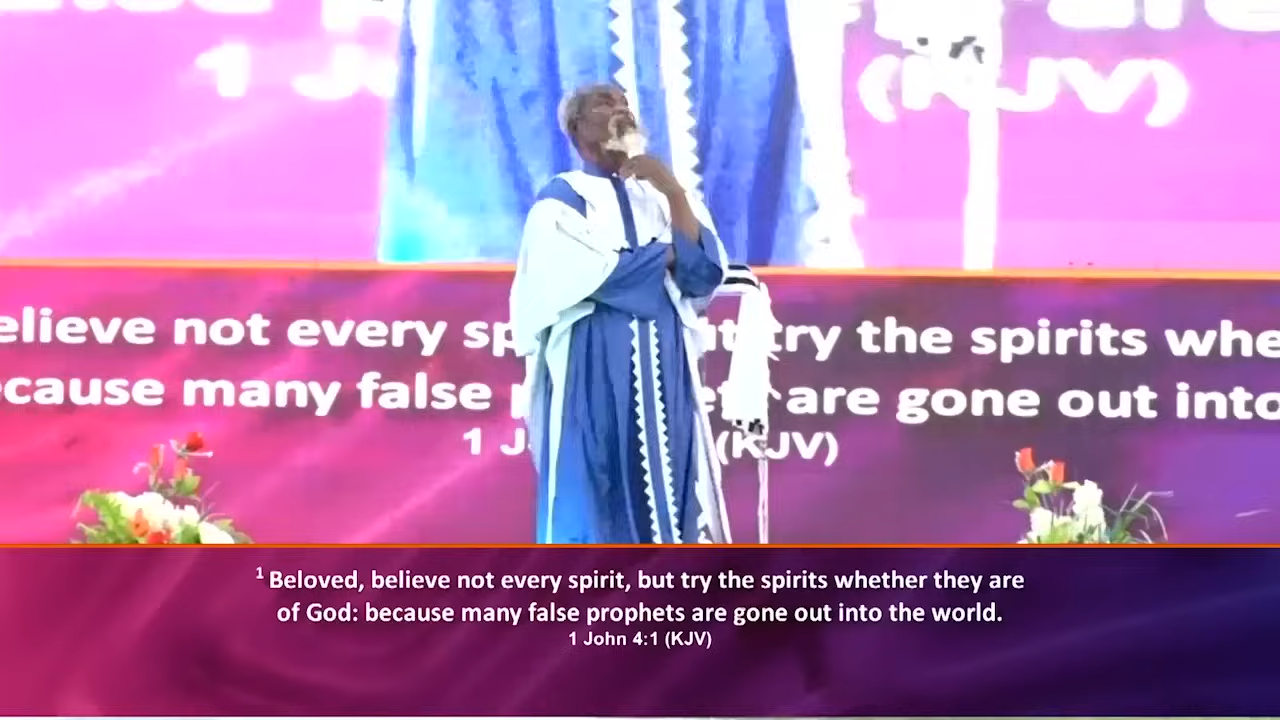 1 J (KJV)
elieve not every sp but try the spirits whe
ecause many false are gone out into
1 J (KJV)
1 Beloved, believe not every spirit, but try the spirits whether they are
of God: because many false prophets are gone out into the world.
1 John 4:1 (KJV)